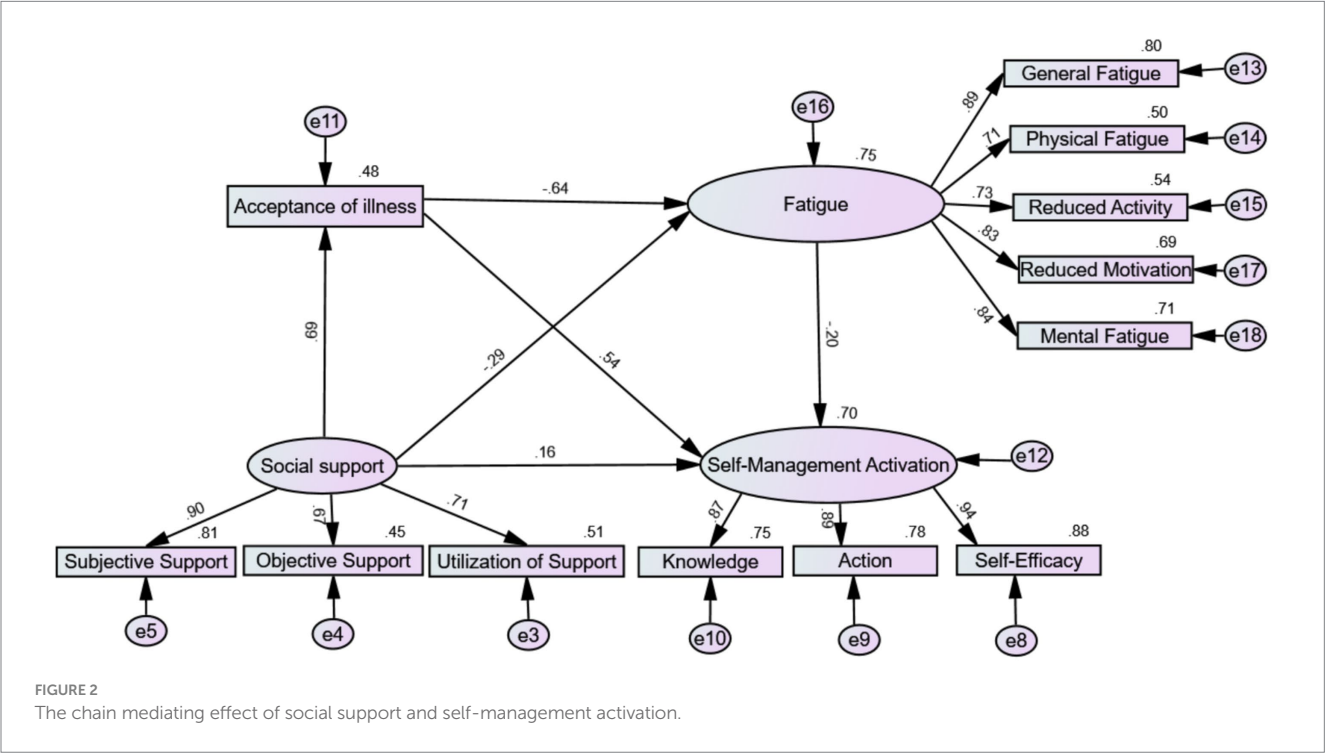 .80
General Fatigue
e13
.89
e11
e16
.50
Physical Fatigue
e14
.71
.48
Acceptance of illness
-.64
.75
Fatigue
.73
.54
Reduced Activity
e15
.83
.69
Reduced Motivation
e17
.84
.71
Mental Fatigue
e18
.69
-.29
.54
-.20
.70
Social support
.16
Self-Management Activation
e12
.90
.67
.71
.87
.89
.94
.81
Subjective Support
.45
Objective Support
.51
Utilization of Support
.75
Knowledge
.78
Action
.88
Self-Efficacy
e5
e4
e3
e10
e9
e8
FIGURE 2
The chain mediating effect of social support and self-management activation.